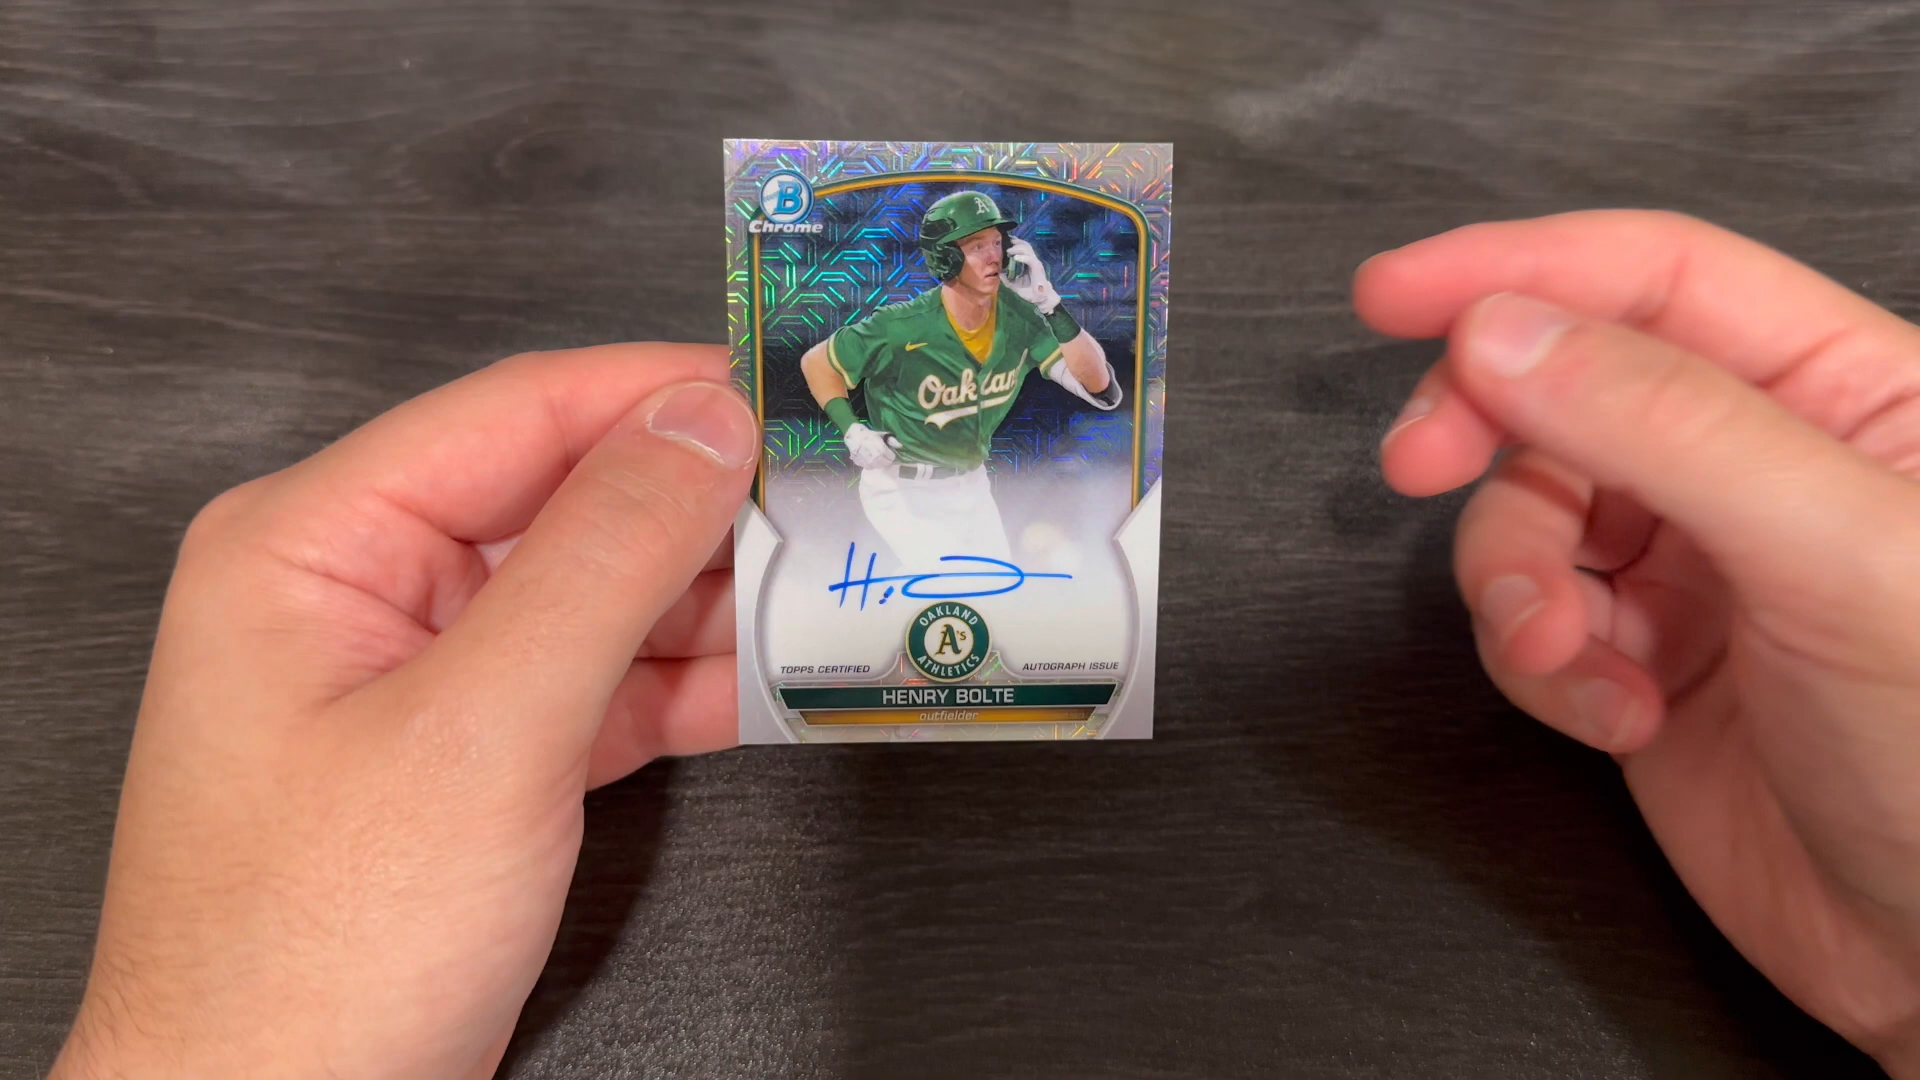 B
Chrome
A's
Oakland
OAKLAND
A's
ATHLETICS
TOPPS CERTIFIED
AUTOGRAPH ISSUE
HENRY BOLTE
outfielder